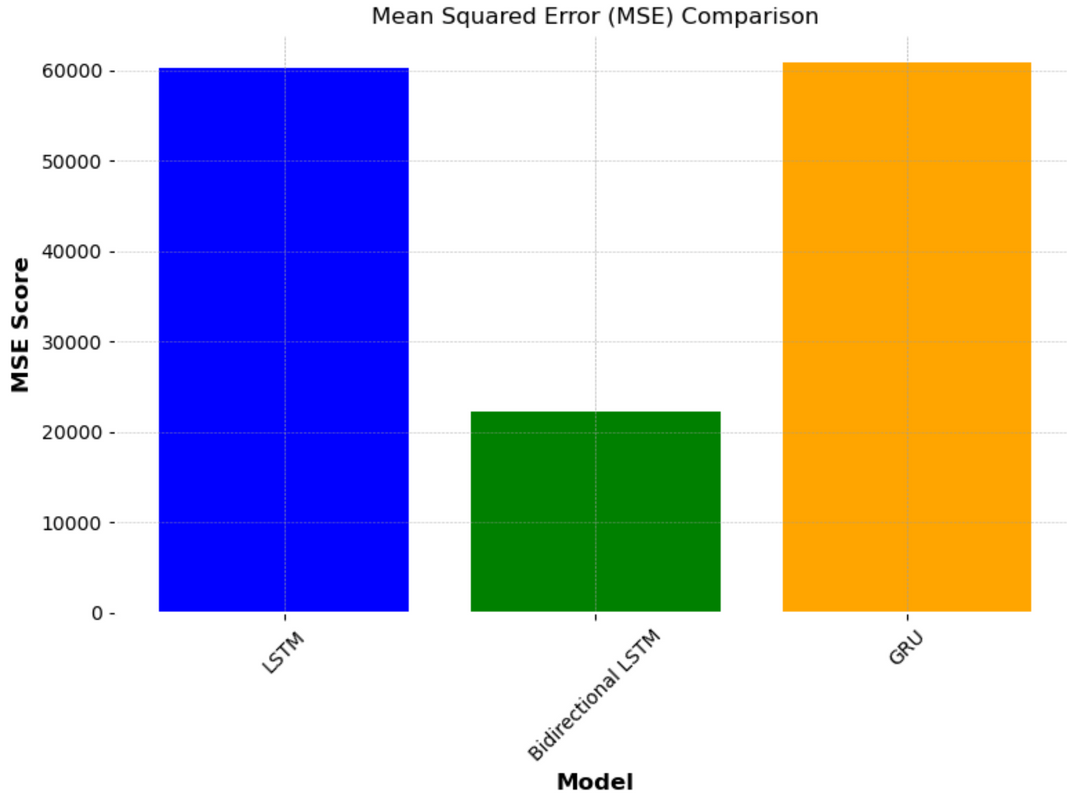 Mean Squared Error (MSE) Comparison
60000
50000
40000
30000
20000
10000
0
MSE Score
LSTM
Bidirectional LSTM
GRU
Model